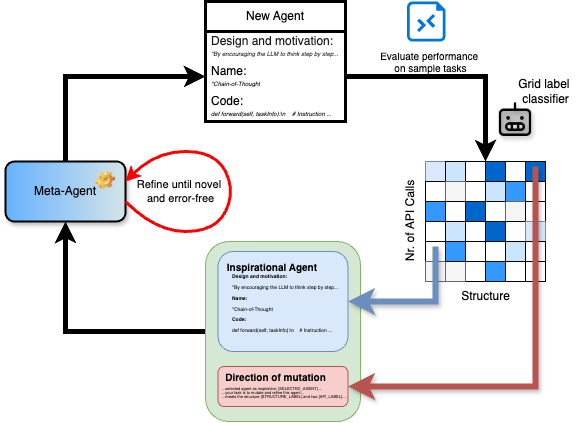 New Agent
Design and motivation:
"By encouraging the LLM to think step by step...
Name:
"Chain-of-Thought
Code:
def forward(self, taskInfo):\n # Instruction ...
Evaluate performance
on sample tasks
Grid label
classifier
Meta-Agent
Refine until novel
and error-free
Nr. of API Calls
Structure
Inspirational Agent
Design and motivation:
"By encouraging the LLM to think step by step...
Name:
"Chain-of-Thought
Code:
def forward(self, taskInfo):\n # Instruction ...
Direction of mutation
...selected agent as inspiration [SELECTED_AGENT]....
...your task is to mutate and refine this agent...
...meets the structure [STRUCTURE_LABEL] and has [API_LABEL]....